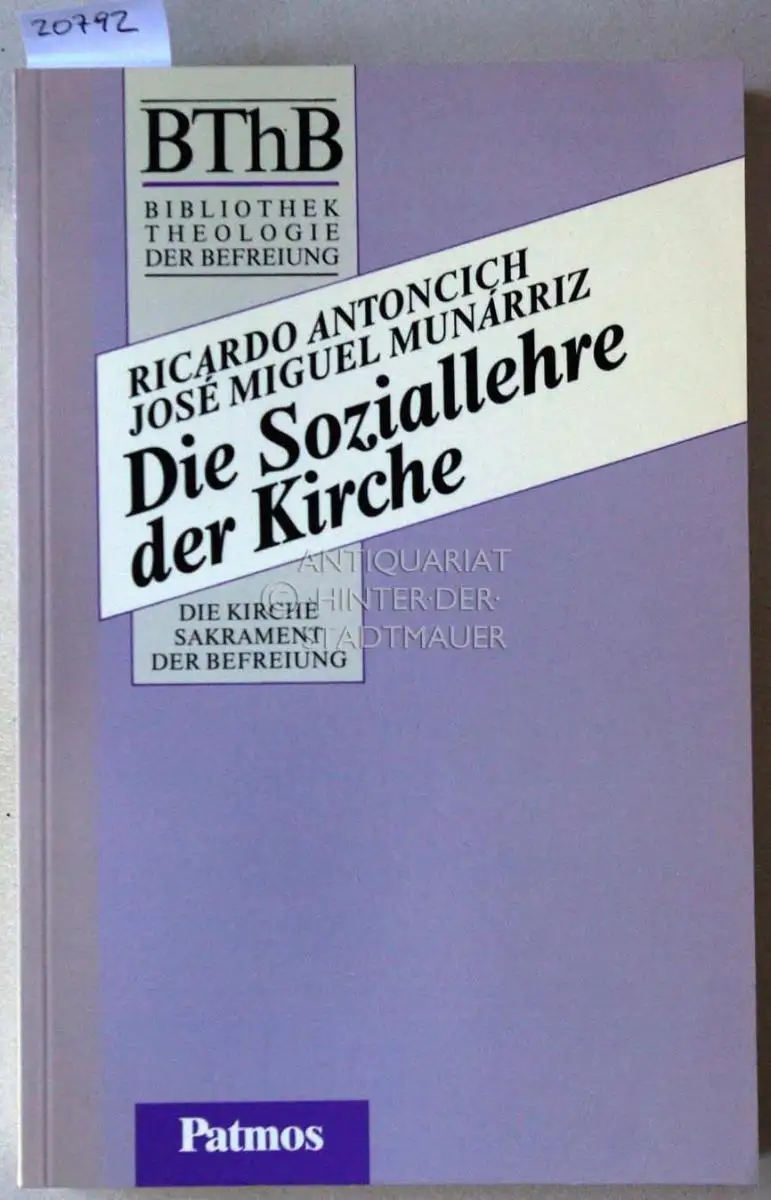 20792
BThB
BIBLIOTHEK
THEOLOGIE
DER BEFREIUNG
RICARDO ANTONCICH
JOSÉ MIGUEL MUNÁRRIZ
Die Soziallehre
der Kirche
ANTIQUARIAT
© HINTER·DER·
STADTMAUER
DIE KIRCHE
SAKRAMENT
DER BEFREIUNG
Patmos